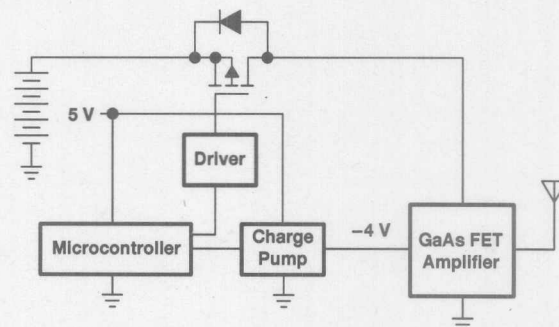 5 V
Driver
Microcontroller
Charge
Pump
−4 V
GaAs FET
Amplifier